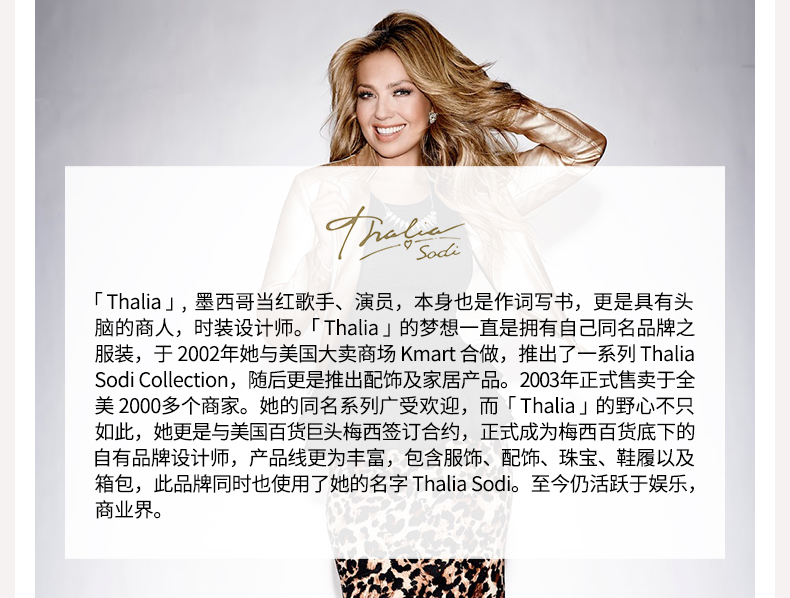 Thalia
Sodi
「Thalia」, 墨西哥当红歌手、演员，本身也是作词写书，更是具有头
脑的商人，时装设计师。「Thalia」的梦想一直是拥有自己同名品牌之
服装，于 2002年她与美国大卖商场 Kmart 合做，推出了一系列 Thalia
Sodi Collection，随后更是推出配饰及家居产品。2003年正式售卖于全
美 2000多个商家。她的同名系列广受欢迎，而「Thalia」的野心不只
如此，她更是与美国百货巨头梅西签订合约，正式成为梅西百货底下的
自有品牌设计师，产品线更为丰富，包含服饰、配饰、珠宝、鞋履以及
箱包，此品牌同时也使用了她的名字 Thalia Sodi。至今仍活跃于娱乐，
商业界。